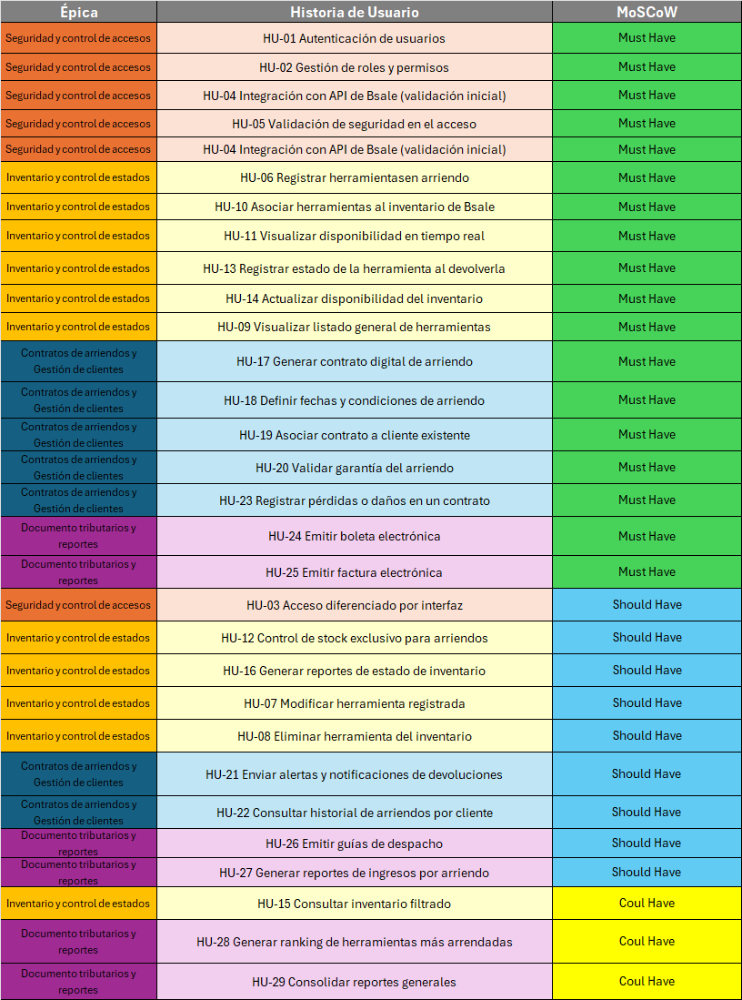 Épica Historia de Usuario MoSCoW
Seguridad y control de accesos HU-01 Autenticación de usuarios Must Have
Seguridad y control de accesos HU-02 Gestión de roles y permisos Must Have
Seguridad y control de accesos HU-04 Integración con API de Bsale (validación inicial) Must Have
Seguridad y control de accesos HU-05 Validación de seguridad en el acceso Must Have
Seguridad y control de accesos HU-04 Integración con API de Bsale (validación inicial) Must Have
Inventario y control de estados HU-06 Registrar herramientasen arriendo Must Have
Inventario y control de estados HU-10 Asociar herramientas al inventario de Bsale Must Have
Inventario y control de estados HU-11 Visualizar disponibilidad en tiempo real Must Have
Inventario y control de estados HU-13 Registrar estado de la herramienta al devolverla Must Have
Inventario y control de estados HU-14 Actualizar disponibilidad del inventario Must Have
Inventario y control de estados HU-09 Visualizar listado general de herramientas Must Have
Contratos de arriendos y
Gestión de clientes HU-17 Generar contrato digital de arriendo Must Have
Contratos de arriendos y
Gestión de clientes HU-18 Definir fechas y condiciones de arriendo Must Have
Contratos de arriendos y
Gestión de clientes HU-19 Asociar contrato a cliente existente Must Have
Contratos de arriendos y
Gestión de clientes HU-20 Validar garantía del arriendo Must Have
Contratos de arriendos y
Gestión de clientes HU-23 Registrar pérdidas o daños en un contrato Must Have
Documento tributarios y
reportes HU-24 Emitir boleta electrónica Must Have
Documento tributarios y
reportes HU-25 Emitir factura electrónica Must Have
Seguridad y control de accesos HU-03 Acceso diferenciado por interfaz Should Have
Inventario y control de estados HU-12 Control de stock exclusivo para arriendos Should Have
Inventario y control de estados HU-16 Generar reportes de estado de inventario Should Have
Inventario y control de estados HU-07 Modificar herramienta registrada Should Have
Inventario y control de estados HU-08 Eliminar herramienta del inventario Should Have
Contratos de arriendos y
Gestión de clientes HU-21 Enviar alertas y notificaciones de devoluciones Should Have
Contratos de arriendos y
Gestión de clientes HU-22 Consultar historial de arriendos por cliente Should Have
Documento tributarios y
reportes HU-26 Emitir guías de despacho Should Have
Documento tributarios y
reportes HU-27 Generar reportes de ingresos por arriendo Should Have
Inventario y control de estados HU-15 Consultar inventario filtrado Coul Have
Documento tributarios y
reportes HU-28 Generar ranking de herramientas más arrendadas Coul Have
Documento tributarios y
reportes HU-29 Consolidar reportes generales Coul Have